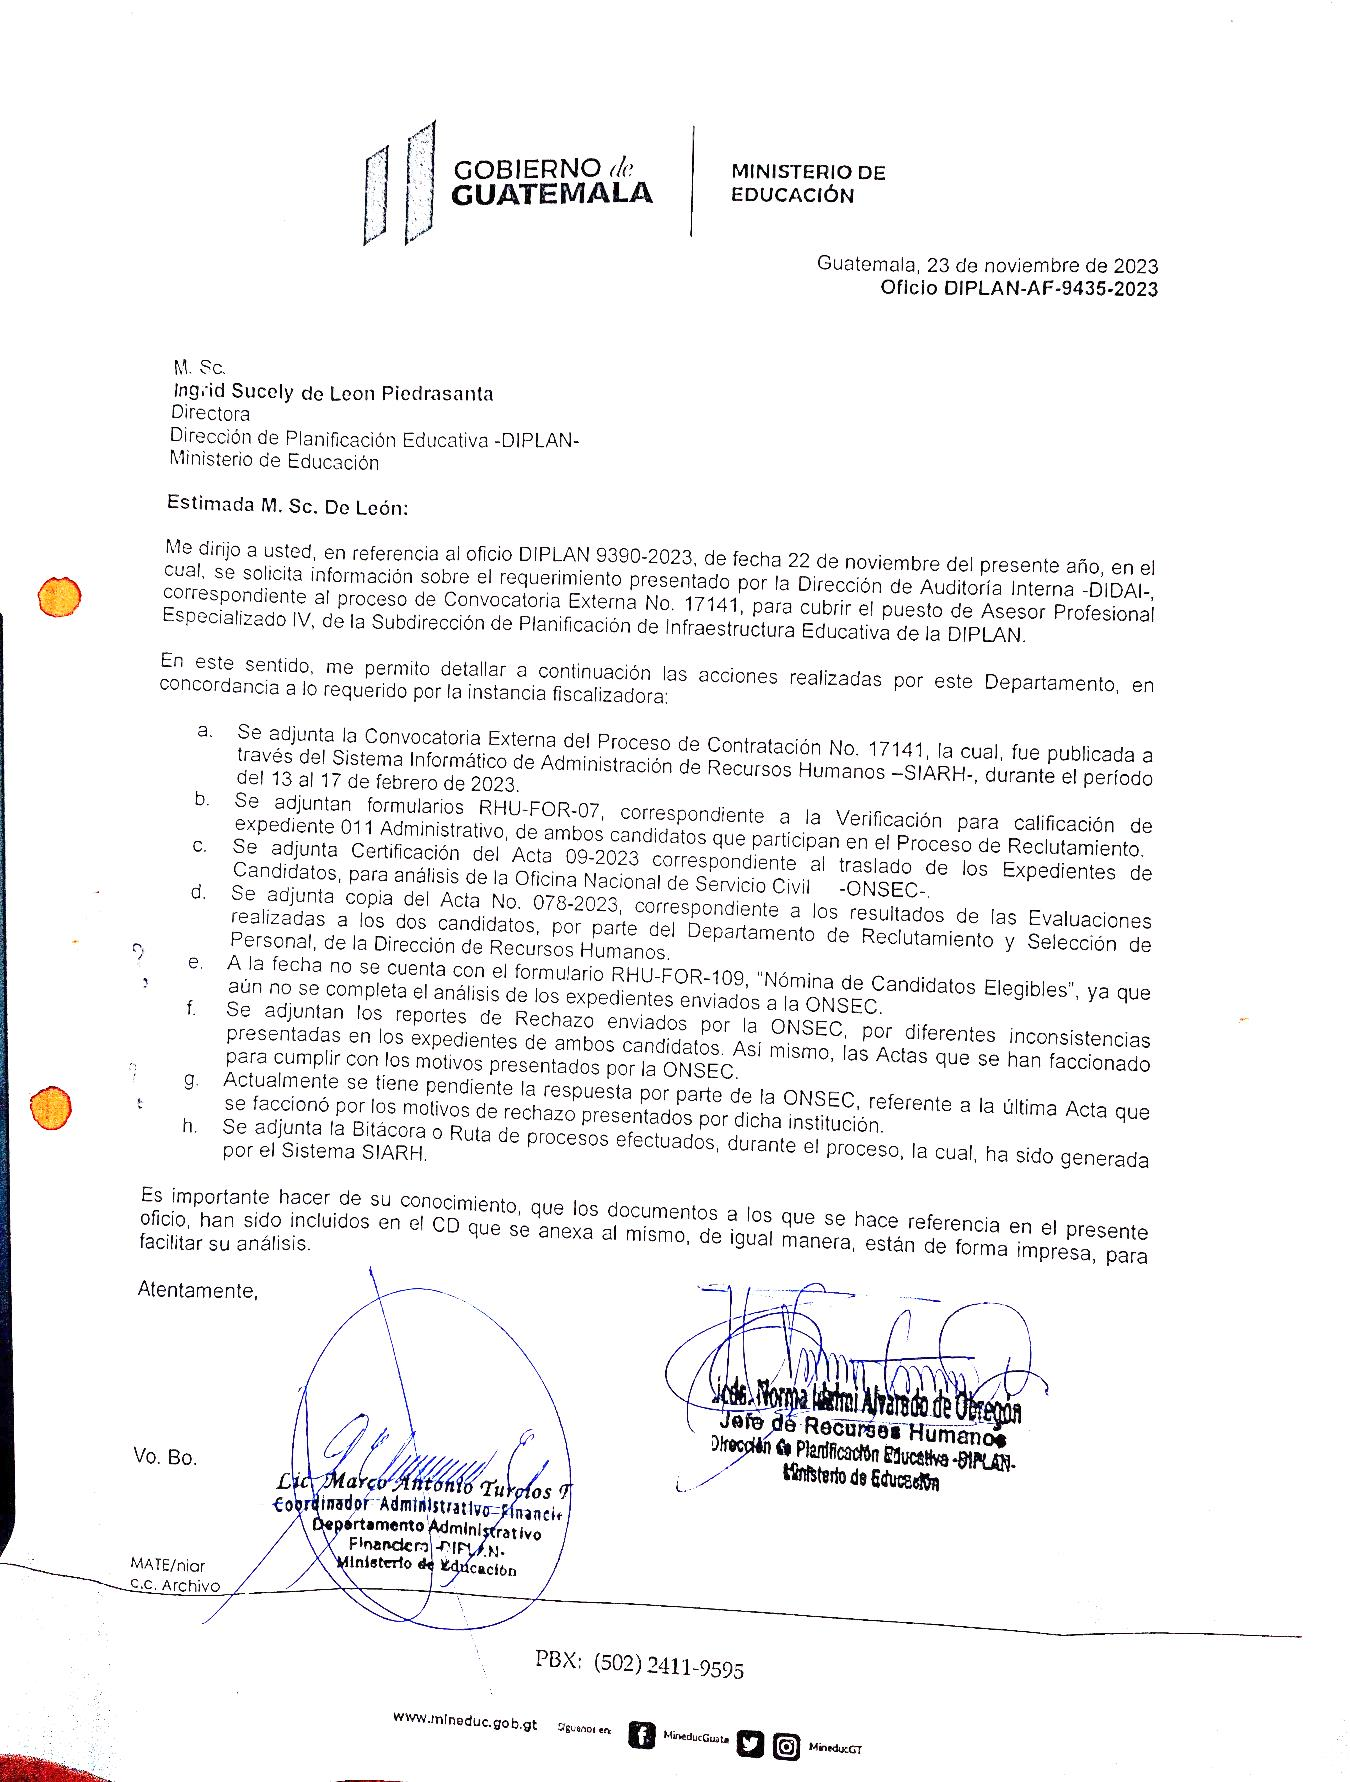 GOBIERNO de
GUATEMALA
MINISTERIO DE
EDUCACIÓN
Guatemala, 23 de noviembre de 2023
Oficio DIPLAN-AF-9435-2023
M. Sc.
Ingrid Sucely de Leon Piedrasanta
Directora
Dirección de Planificación Educativa -DIPLAN-
Ministerio de Educación
Estimada M. Sc. De León:
Me dirijo a usted, en referencia al oficio DIPLAN 9390-2023, de fecha 22 de noviembre del presente año, en el
cual, se solicita información sobre el requerimiento presentado por la Dirección de Auditoría Interna -DIDAI-,
correspondiente al proceso de Convocatoria Externa No. 17141, para cubrir el puesto de Asesor Profesional
Especializado IV, de la Subdirección de Planificación de Infraestructura Educativa de la DIPLAN.
En este sentido, me permito detallar a continuación las acciones realizadas por este Departamento, en
concordancia a lo requerido por la instancia fiscalizadora:
a. Se adjunta la Convocatoria Externa del Proceso de Contratación No. 17141, la cual, fue publicada a
través del Sistema Informático de Administración de Recursos Humanos –SIARH-, durante el período
del 13 al 17 de febrero de 2023.
b. Se adjuntan formularios RHU-FOR-07, correspondiente a la Verificación para calificación de
expediente 011 Administrativo, de ambos candidatos que participan en el Proceso de Reclutamiento.
c. Se adjunta Certificación del Acta 09-2023 correspondiente al traslado de los Expedientes de
Candidatos, para análisis de la Oficina Nacional de Servicio Civil -ONSEC-.
d. Se adjunta copia del Acta No. 078-2023, correspondiente a los resultados de las Evaluaciones
realizadas a los dos candidatos, por parte del Departamento de Reclutamiento y Selección de
Personal, de la Dirección de Recursos Humanos.
e. A la fecha no se cuenta con el formulario RHU-FOR-109, "Nómina de Candidatos Elegibles", ya que
aún no se completa el análisis de los expedientes enviados a la ONSEC.
f. Se adjuntan los reportes de Rechazo enviados por la ONSEC, por diferentes inconsistencias
presentadas en los expedientes de ambos candidatos. Así mismo, las Actas que se han faccionado
para cumplir con los motivos presentados por la ONSEC.
g. Actualmente se tiene pendiente la respuesta por parte de la ONSEC, referente a la última Acta que
se faccionó por los motivos de rechazo presentados por dicha institución.
h. Se adjunta la Bitácora o Ruta de procesos efectuados, durante el proceso, la cual, ha sido generada
por el Sistema SIARH.
Es importante hacer de su conocimiento, que los documentos a los que se hace referencia en el presente
oficio, han sido incluidos en el CD que se anexa al mismo, de igual manera, están de forma impresa, para
facilitar su análisis.
Atentamente,
Licda. Norma Alvarado de Obregón
Jefe de Recursos Humanos
Dirección de Planificación Educativa -DIPLAN-
Ministerio de Educación
Vo. Bo.
Lic. Marco Antonio
Coordinador Administrativo-Financi
Departamento Administrativo
Financiero -DIPLAN-
Ministerio de Educación
MATE/niar
C.C. Archivo
PBX: (502) 2411-9595
www.mineduc.gob.gt Síguenos en: MineducGuate MineducGT